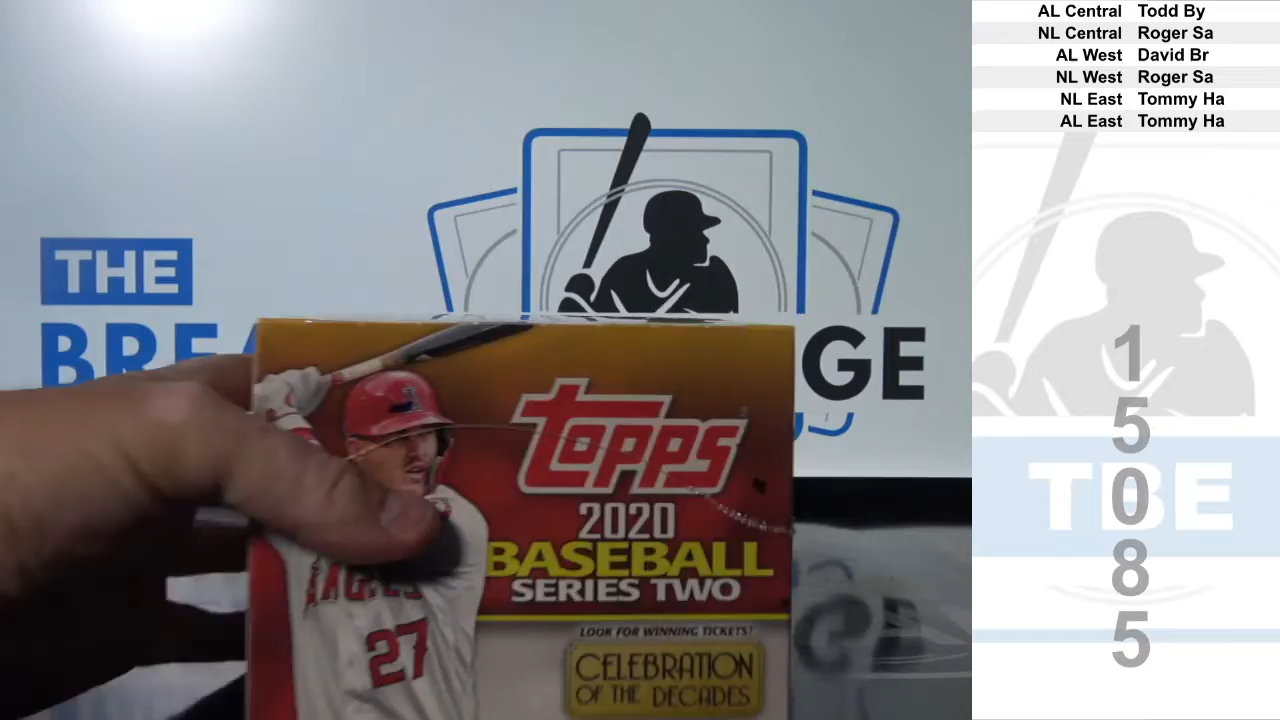 AL Central Todd By
NL Central Roger Sa
AL West David Br
NL West Roger Sa
NL East Tommy Ha
AL East Tommy Ha
THE
GE
topps
2020
BASEBALL
SERIES TWO
LOOK FOR WINNING TICKETS!
CELEBRATION
OF THE DECADES
27
TBE
1
5
0
8
5